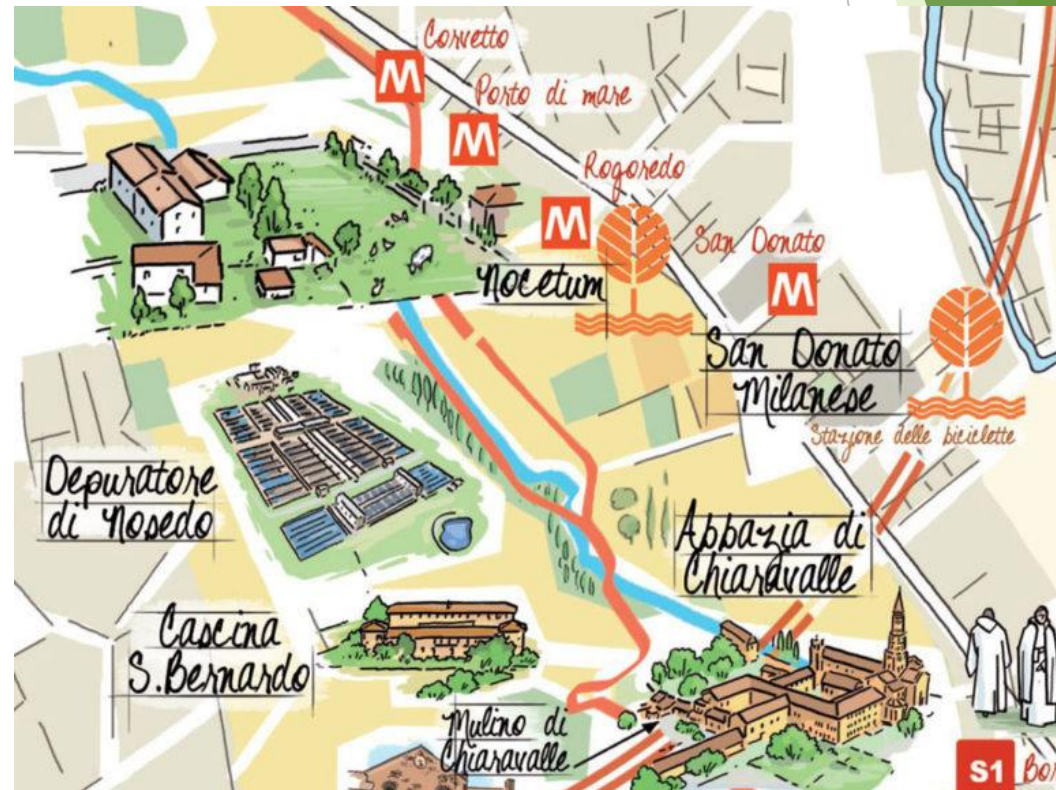 Corvetto
M
Porto di mare
M
Rogoredo
M
San Donato
M
Nocetum
San Donato
Milanese
Stazione delle biciclette
Depuratore
di Nosedo
Abbazia di
Chiaravalle
Cascina
S.Bernardo
Mulino di
Chiaravalle
S1